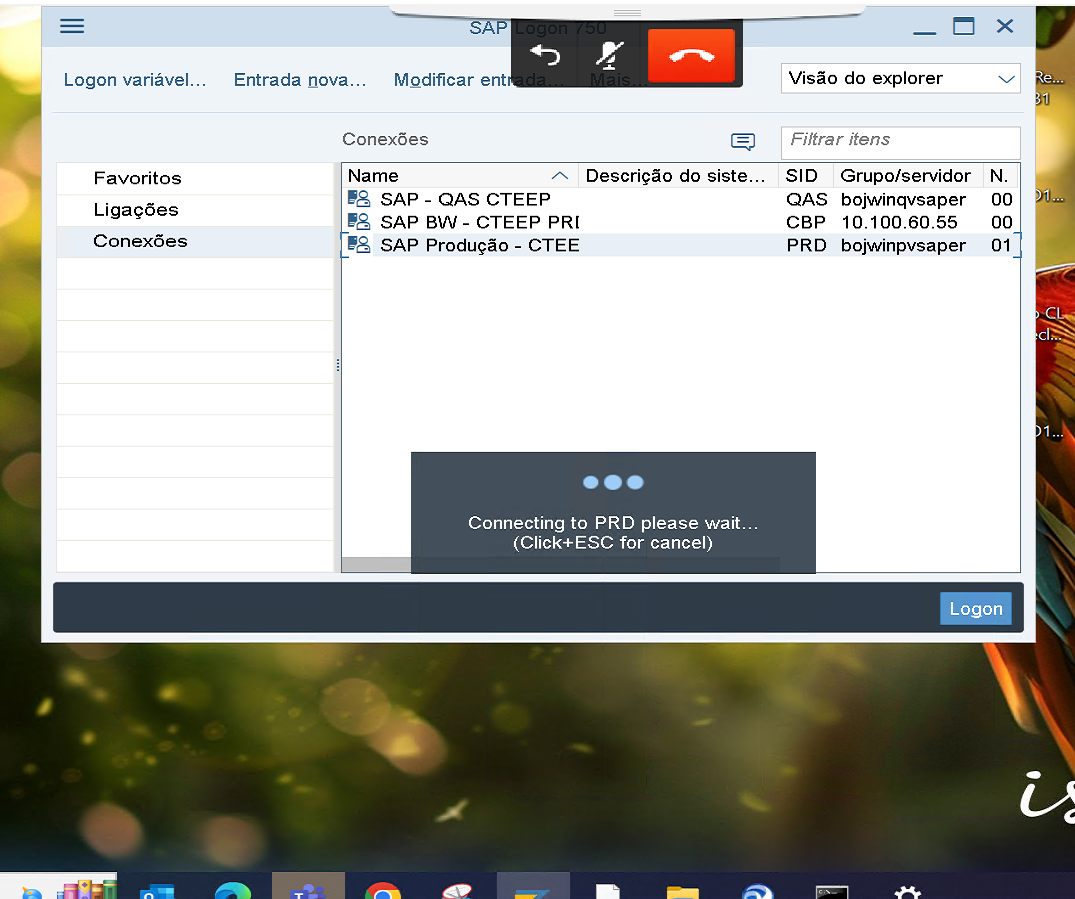 SAP Logon 750
Logon variável... Entrada nova... Modificar entrada... Mais... Visão do explorer
Re...
31
Conexões Filtrar itens
Favoritos
Ligações
Conexões
Name Descrição do siste... SID Grupo/servidor N.
SAP - QAS CTEEP QAS bojwinqvsaper 00
SAP BW - CTEEP PRI CBP 10.100.60.55 00
SAP Produção - CTEE PRD bojwinpvsaper 01
01...
CL
ecl...
01...
Connecting to PRD please wait...
(Click+ESC for cancel)
Logon
is